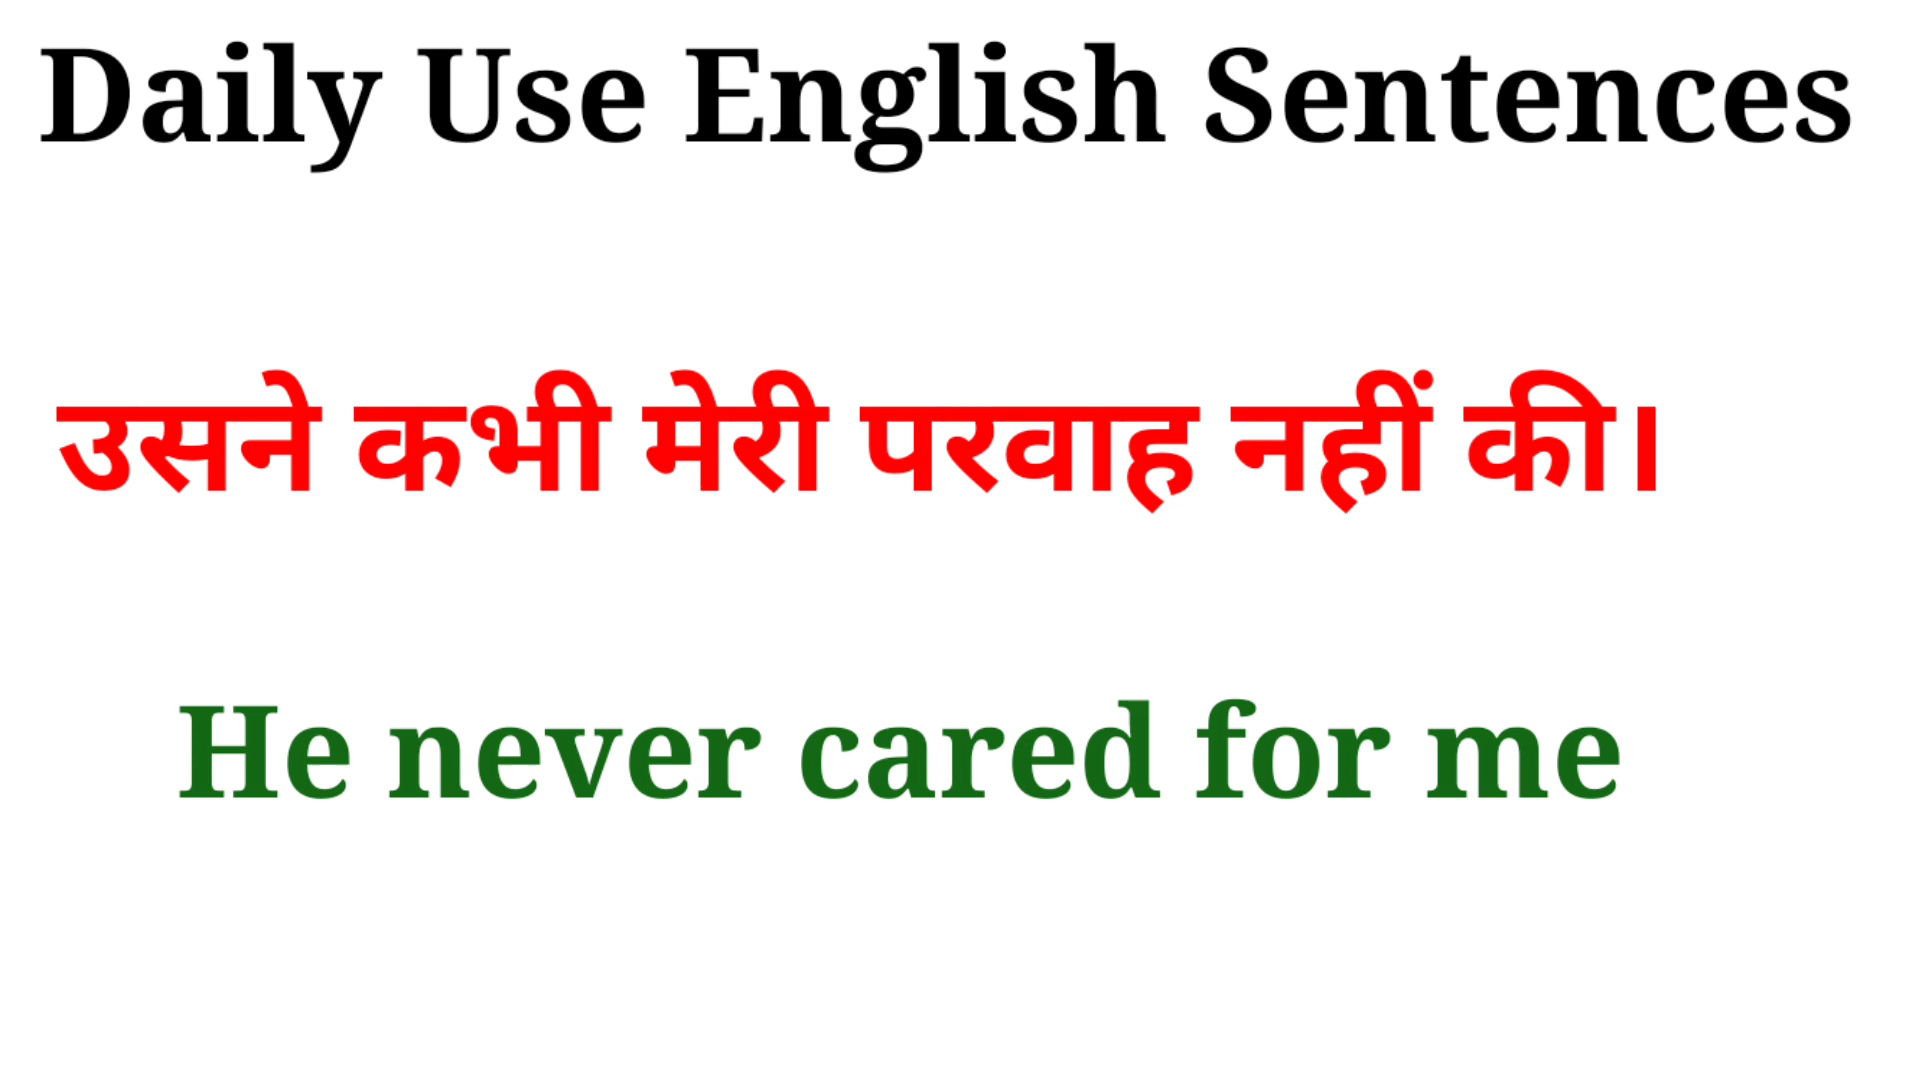 Daily Use English Sentences
उसने कभी मेरी परवाह नहीं की।
He never cared for me